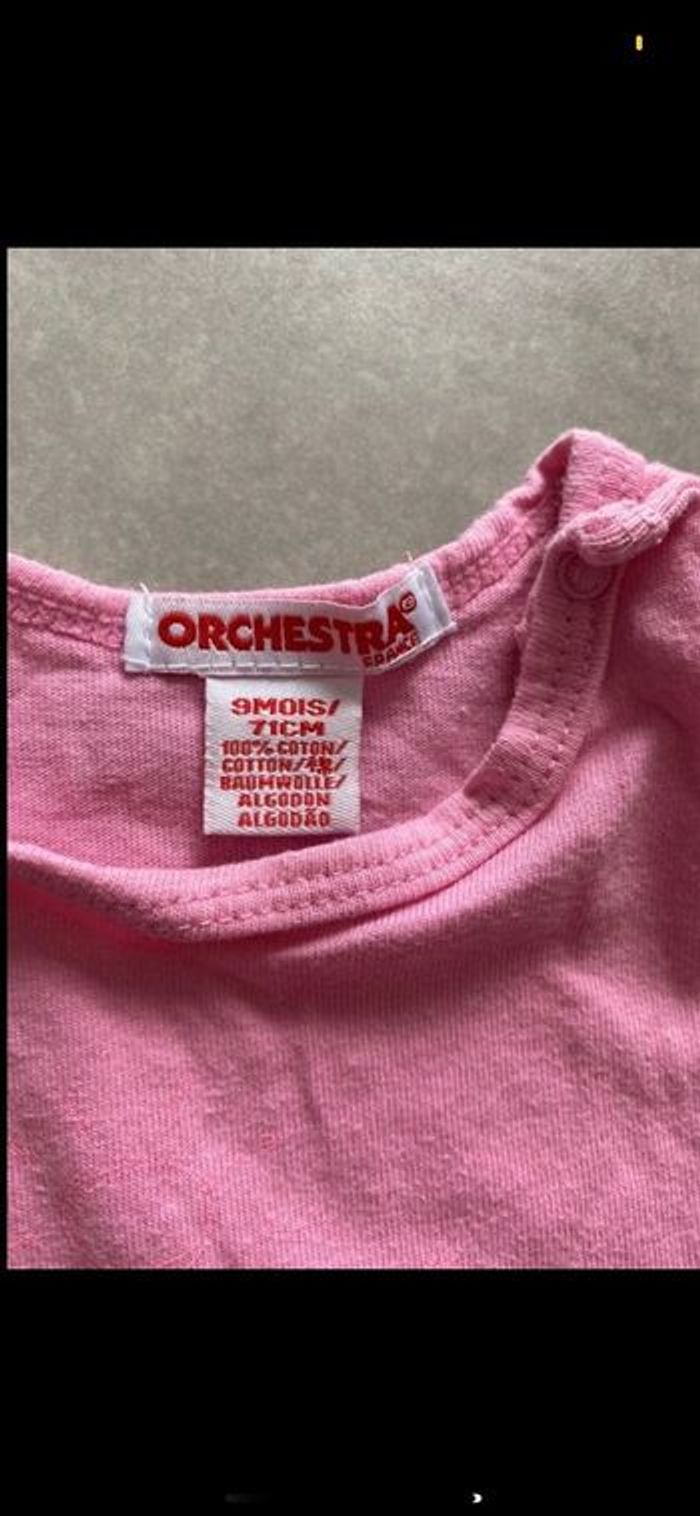 ORCHESTRA®
FRANCE
9MOIS/
71CM
100% COTON/
COTTON/棉/
BAUMWOLLE/
ALGODON
ALGODÃO